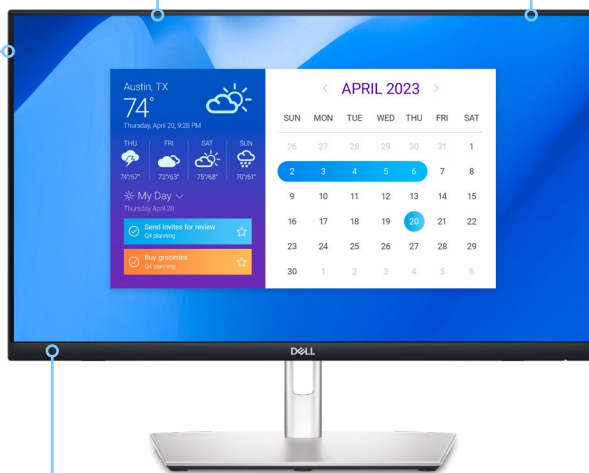 Austin, TX
74°
Thursday, April 20, 9:28 PM
THU FRI SAT SUN
74°/67° 72°/63° 75°/68° 70°/61°
My Day
Thursday April 20
Send invites for review
Q4 planning
Buy groceries
Q4 planning
< APRIL 2023 >
SUN MON TUE WED THU FRI SAT
26 27 28 29 30 31 1
2 3 4 5 6 7 8
9 10 11 12 13 14 15
16 17 18 19 20 21 22
23 24 25 26 27 28 29
30 1 2 3 4 5 6
DELL